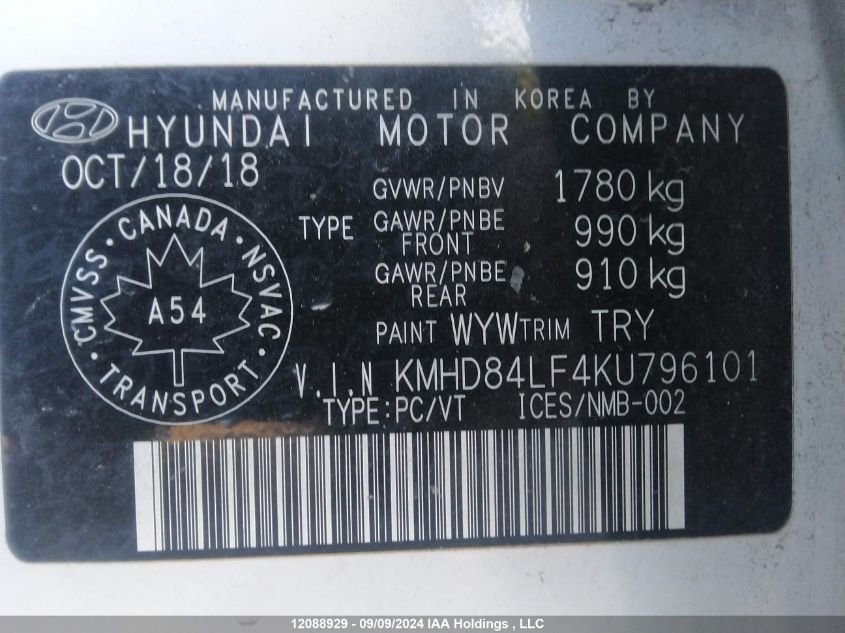 MANUFACTURED IN KOREA BY
HYUNDAI MOTOR COMPANY
OCT/18/18
GVWR/PNBV 1780 kg
TYPE GAWR/PNBE FRONT 990 kg
GAWR/PNBE REAR 910 kg
PAINT WYW TRIM TRY
V.I.N KMHD84LF4KU796101
TYPE:PC/VT ICES/NMB-002
CMVSS · CANADA · NSVAC · TRANSPORT ·
A54
12088929 - 09/09/2024 IAA Holdings , LLC